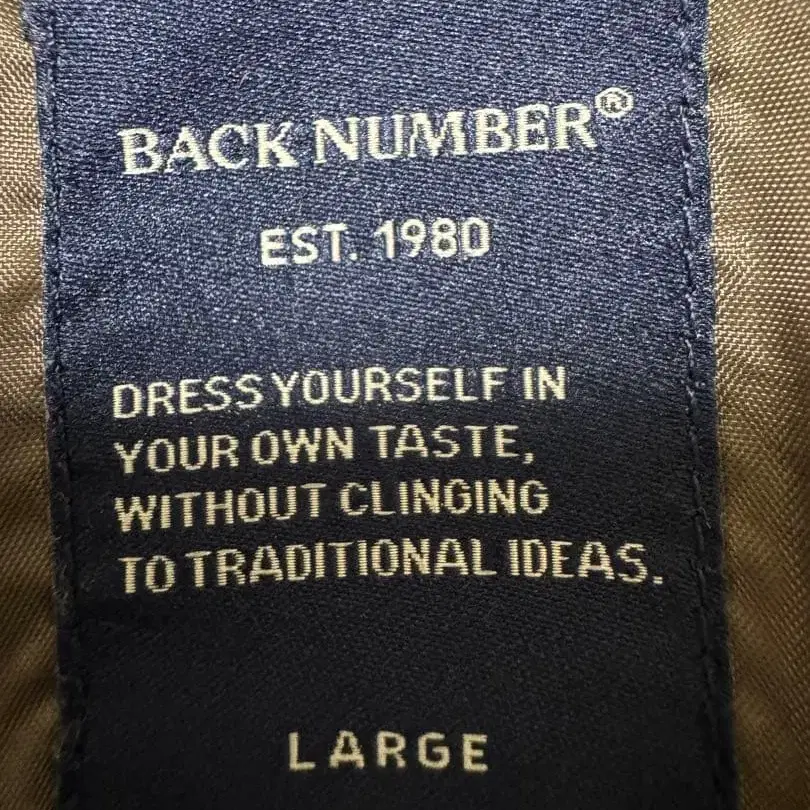 BACK NUMBER®
EST. 1980
DRESS YOURSELF IN
YOUR OWN TASTE,
WITHOUT CLINGING
TO TRADITIONAL IDEAS.
LARGE